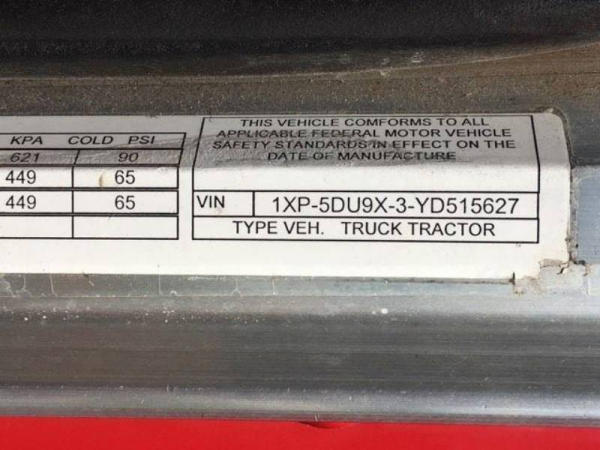 KPA COLD PSI
621 90
449 65
449 65
THIS VEHICLE COMFORMS TO ALL
APPLICABLE FEDERAL MOTOR VEHICLE
SAFETY STANDARDS IN EFFECT ON THE
DATE OF MANUFACTURE
VIN 1XP-5DU9X-3-YD515627
TYPE VEH. TRUCK TRACTOR